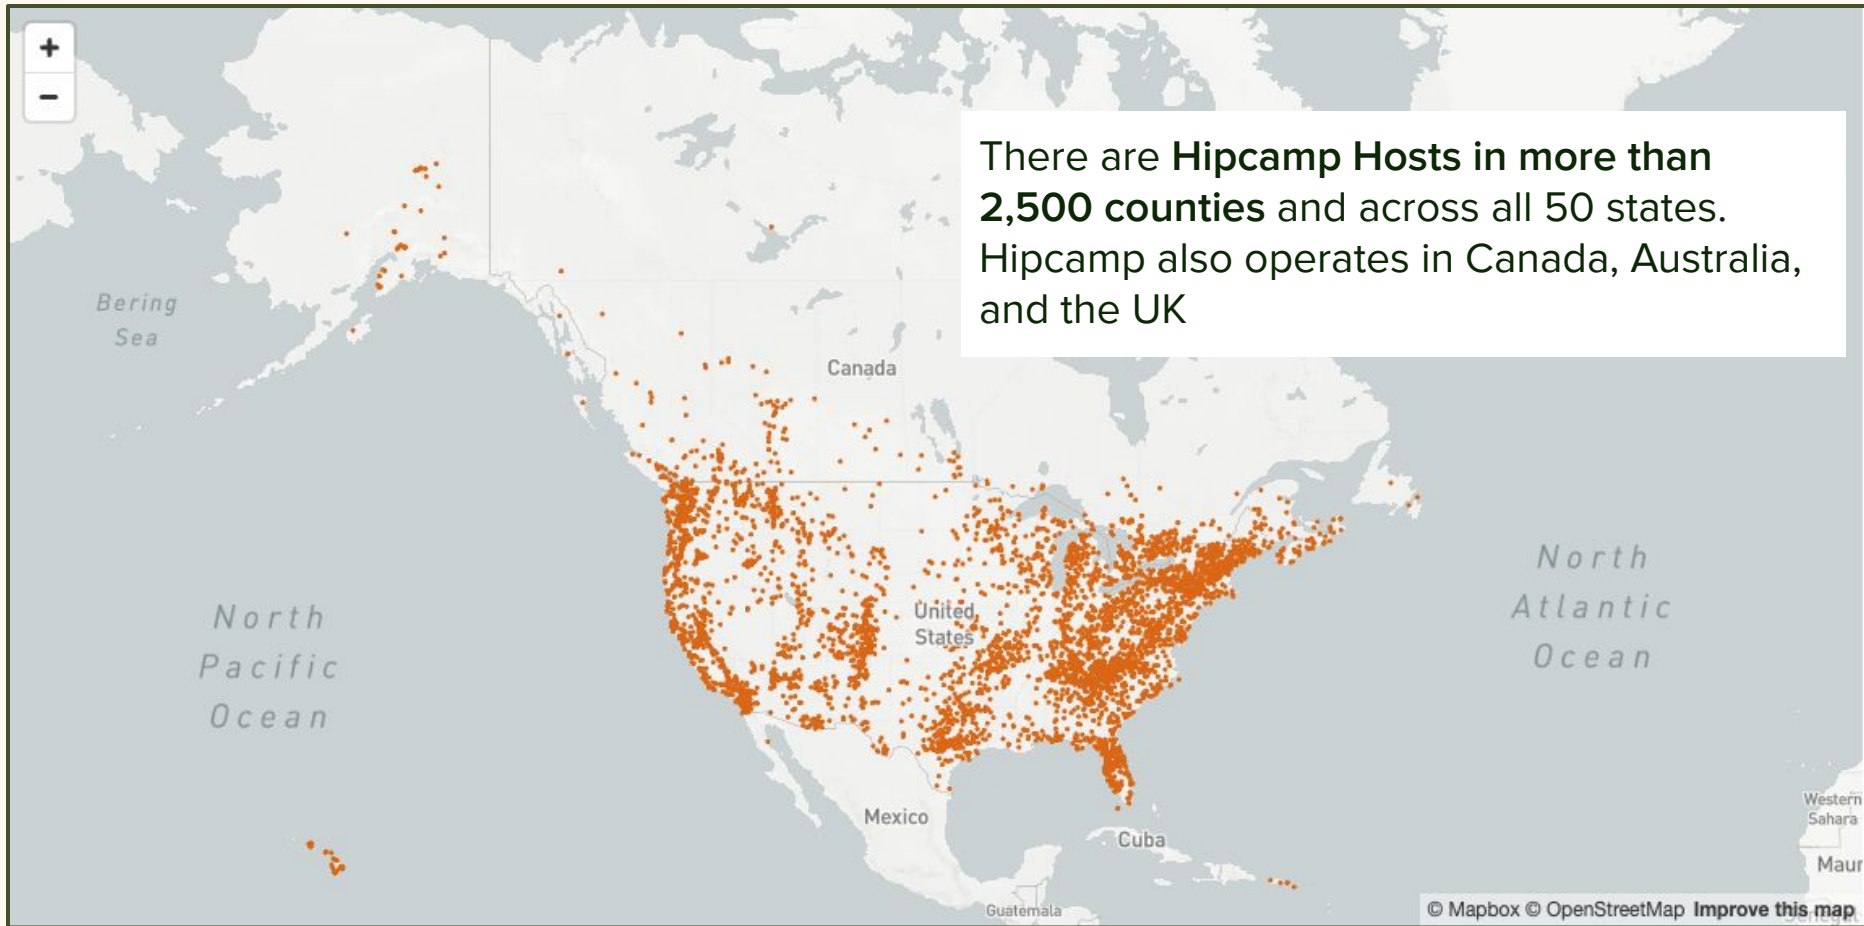 +
−
There are Hipcamp Hosts in more than
2,500 counties and across all 50 states.
Hipcamp also operates in Canada, Australia,
and the UK
Bering
Sea
Canada
North
Pacific
Ocean
United
States
North
Atlantic
Ocean
Mexico
Cuba
Guatemala
Western
Sahara
Maur
© Mapbox © OpenStreetMap Improve this map